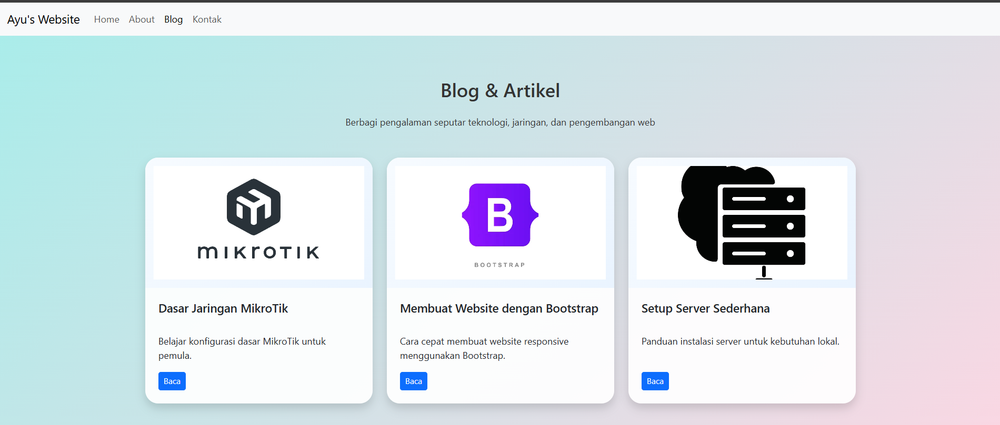 Ayu's Website Home About Blog Kontak
Blog & Artikel
Berbagi pengalaman seputar teknologi, jaringan, dan pengembangan web
mikroTik
B
BOOTSTRAP
Dasar Jaringan MikroTik
Belajar konfigurasi dasar MikroTik untuk
pemula.
Baca
Membuat Website dengan Bootstrap
Cara cepat membuat website responsive
menggunakan Bootstrap.
Baca
Setup Server Sederhana
Panduan instalasi server untuk kebutuhan lokal.
Baca